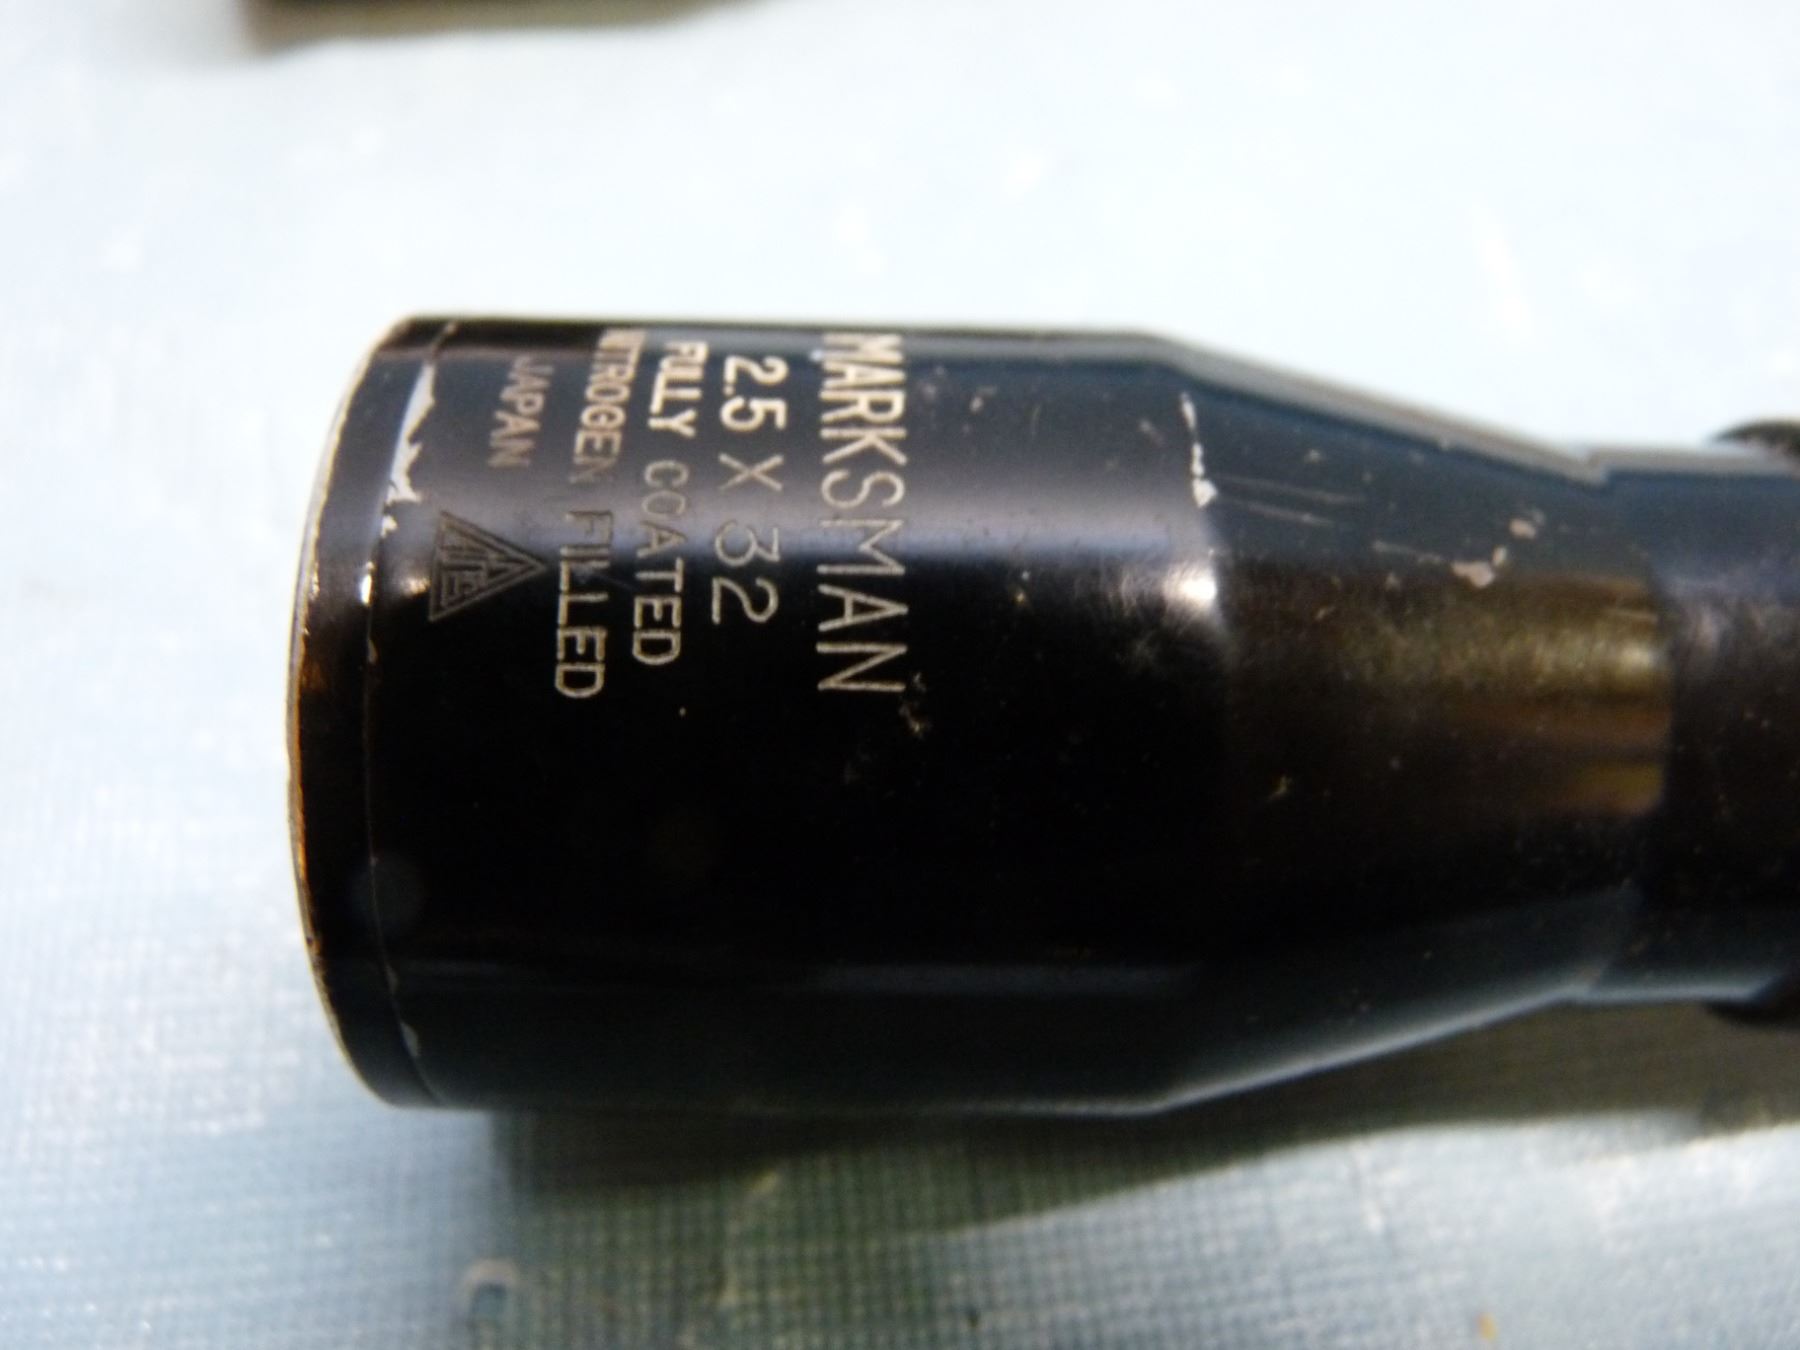 MARKSMAN
2.5 X 32
FULLY COATED
NITROGEN FILLED
JAPAN